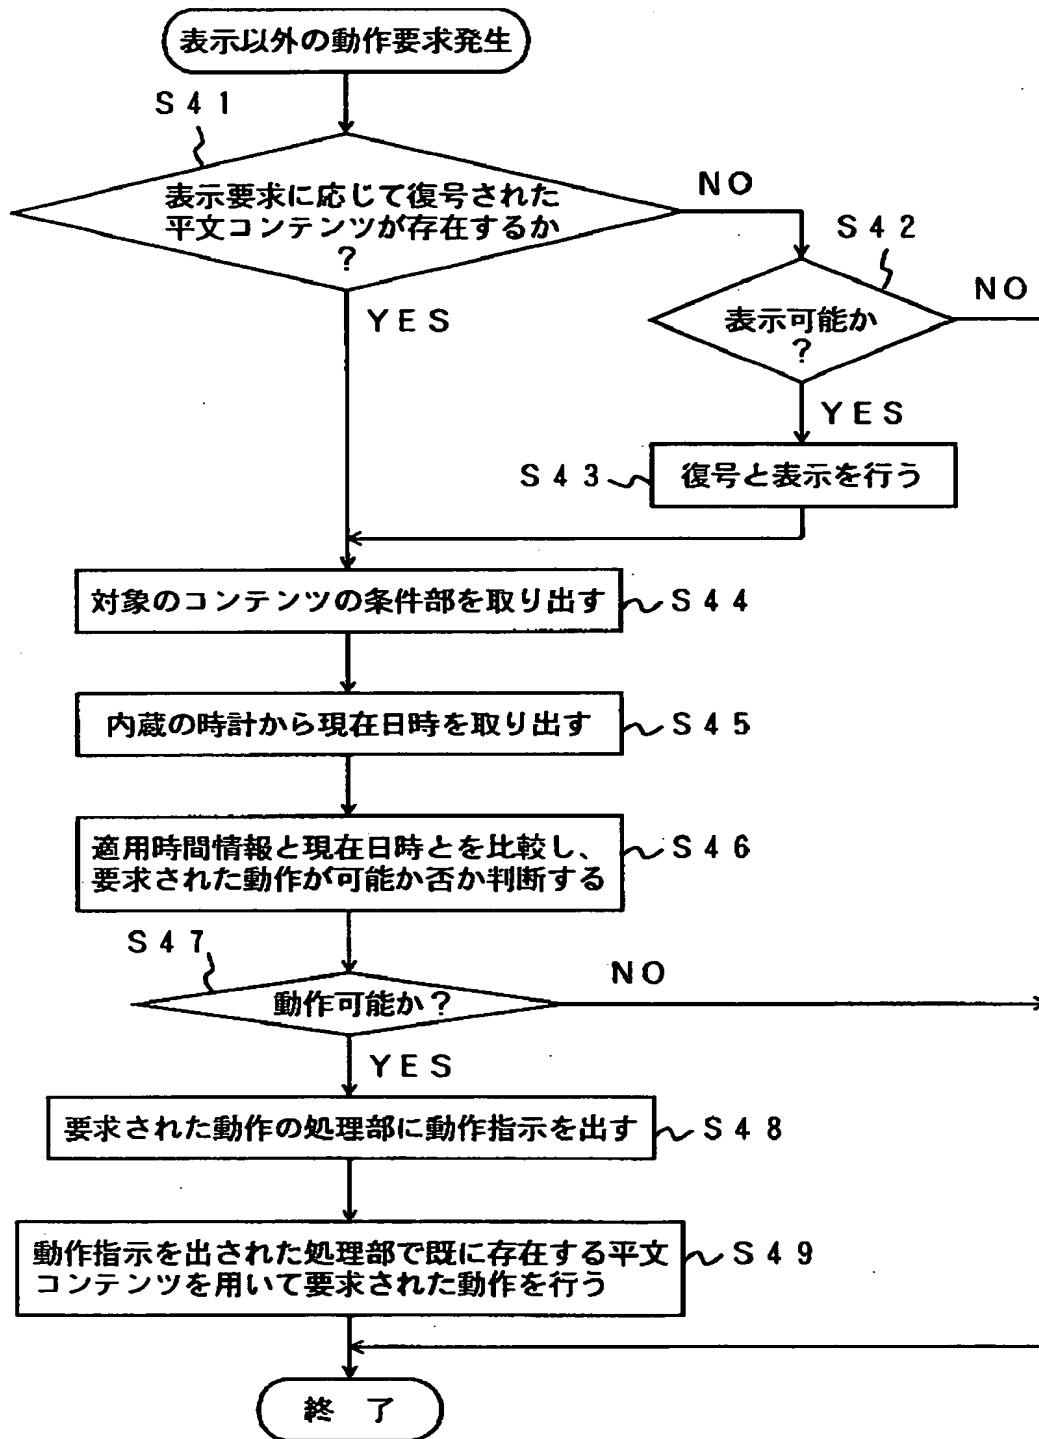 表示以外の動作要求発生
S41
表示要求に応じて復号された
平文コンテンツが存在するか
?
NO
YES
S42
表示可能か
?
NO
YES
S43
復号と表示を行う
対象のコンテンツの条件部を取り出す
S44
内蔵の時計から現在日時を取り出す
S45
適用時間情報と現在日時とを比較し、
要求された動作が可能か否か判断する
S46
S47
動作可能か?
NO
YES
要求された動作の処理部に動作指示を出す
S48
動作指示を出された処理部で既に存在する平文
コンテンツを用いて要求された動作を行う
S49
終 了